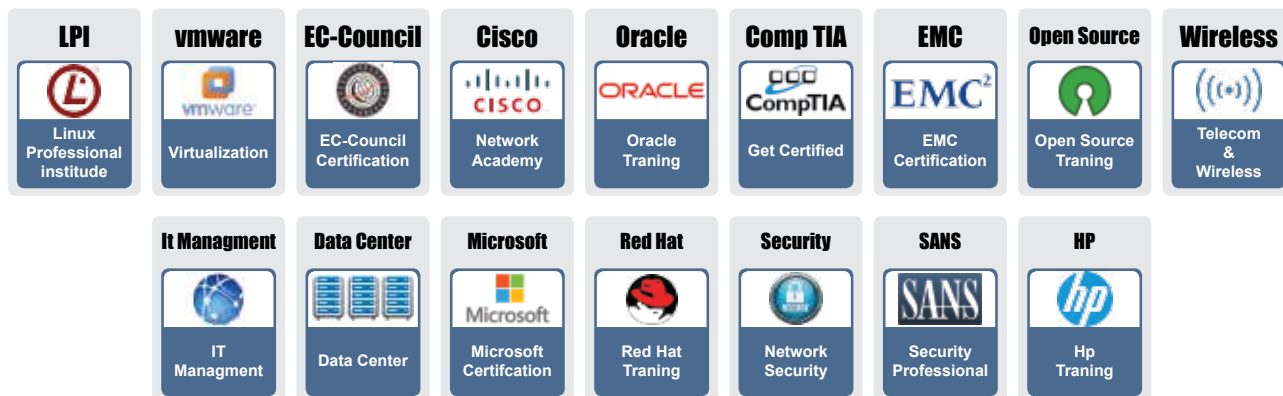 LPI
Linux
Professional
institude
vmware
vmware
Virtualization
EC-Council
EC-Council
Certification
Cisco
CISCO
Network
Academy
Oracle
ORACLE
Oracle
Traning
Comp TIA
CompTIA
Get Certified
EMC
EMC²
EMC
Certification
Open Source
Open Source
Traning
Wireless
Telecom
&
Wireless
It Managment
IT
Managment
Data Center
Data Center
Microsoft
Microsoft
Microsoft
Certifcation
Red Hat
Red Hat
Traning
Security
Network
Security
SANS
SANS
Security
Professional
HP
hp
Hp
Traning